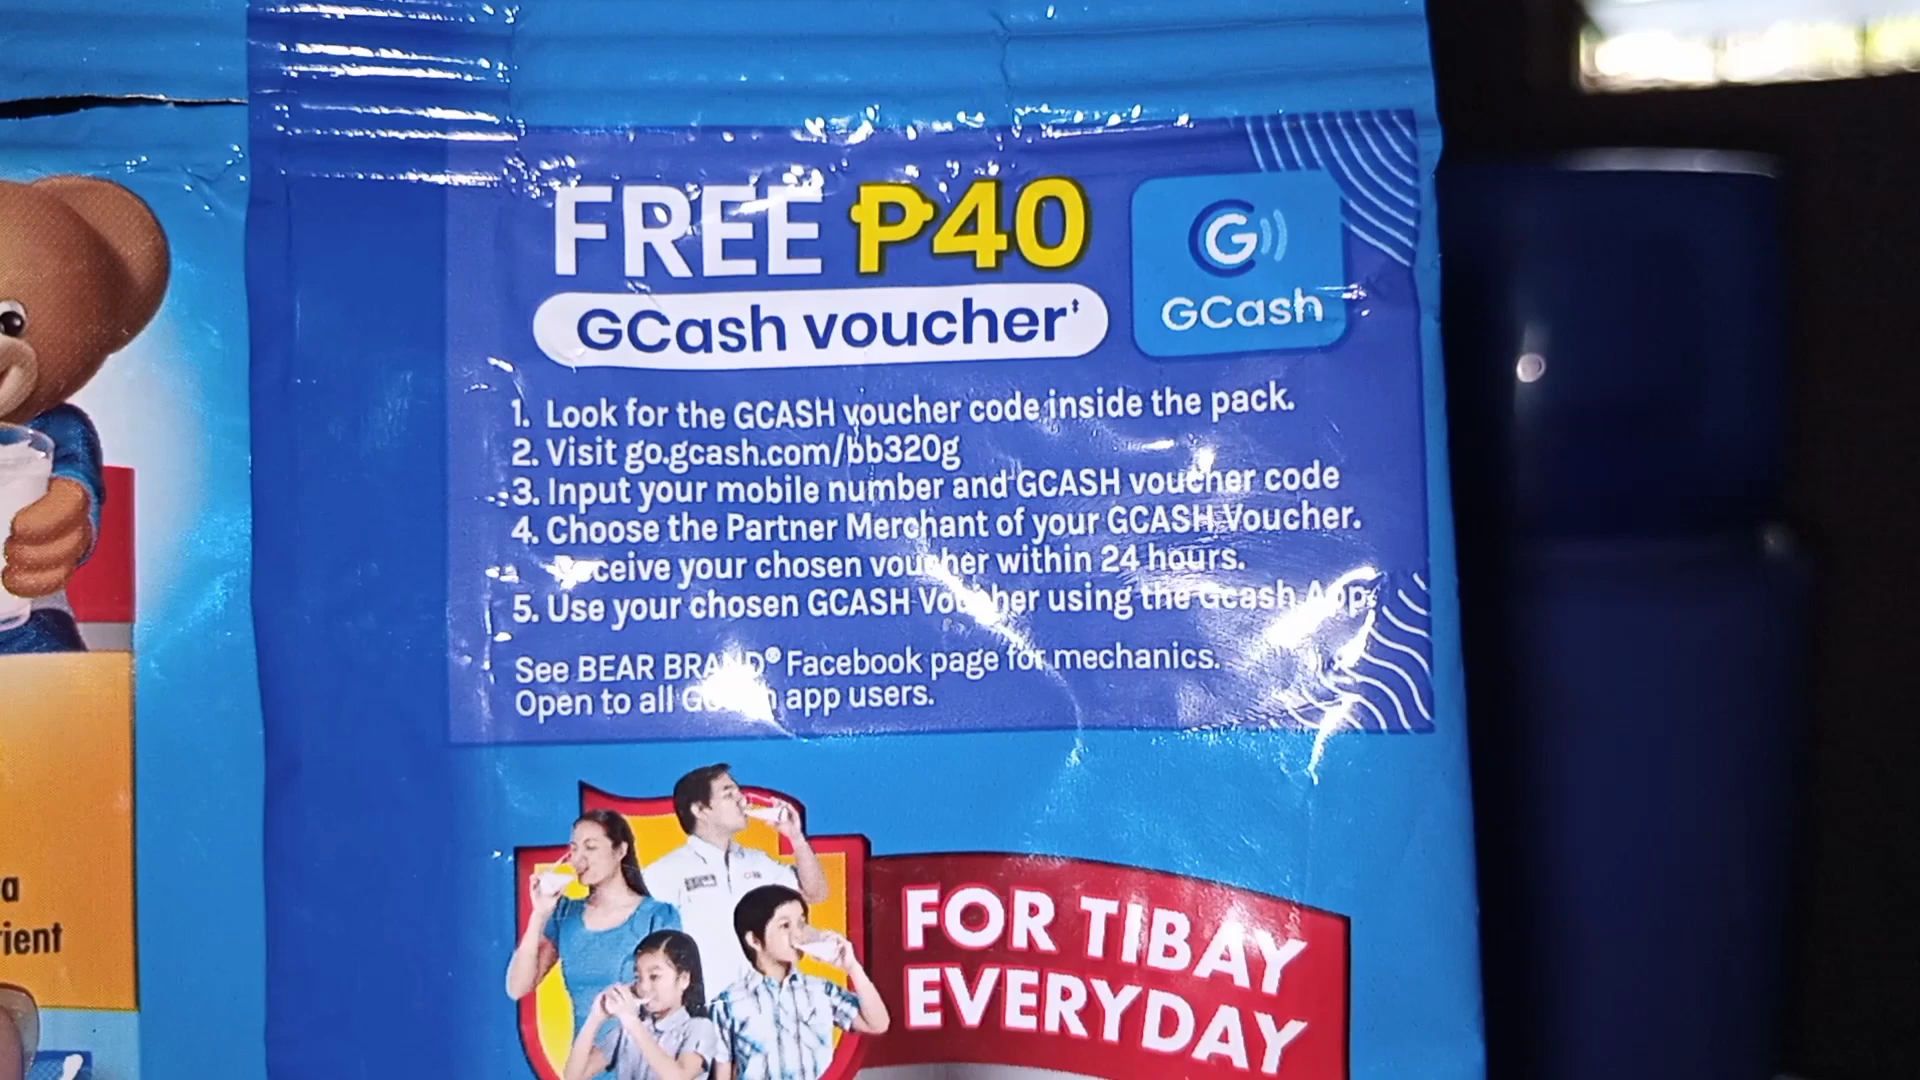 FREE ₱40
GCash voucher‡
G
GCash
1. Look for the GCASH voucher code inside the pack.
2. Visit go.gcash.com/bb320g
3. Input your mobile number and GCASH voucher code
4. Choose the Partner Merchant of your GCASH Voucher.
Receive your chosen voucher within 24 hours.
5. Use your chosen GCASH Voucher using the Gcash App.
See BEAR BRAND® Facebook page for mechanics.
Open to all GCash app users.
FOR TIBAY
EVERYDAY
a
rient